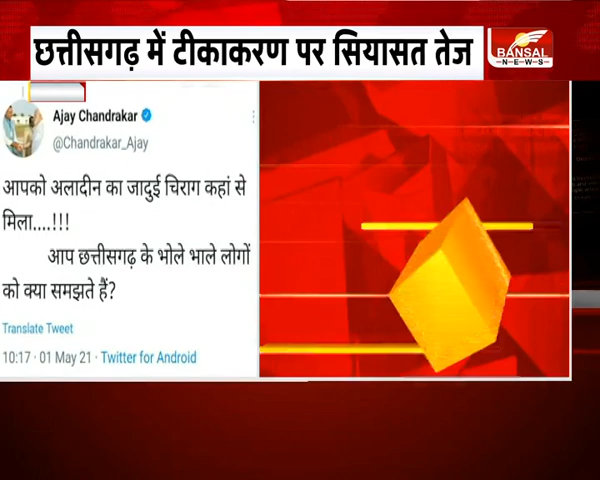 छत्तीसगढ़ में टीकाकरण पर सियासत तेज
BANSAL
NEWS
Ajay Chandrakar
@Chandrakar_Ajay
आपको अलादीन का जादुई चिराग कहां से
मिला....!!!
आप छत्तीसगढ़ के भोले भाले लोगों
को क्या समझते हैं?
Translate Tweet
10:17 · 01 May 21 · Twitter for Android